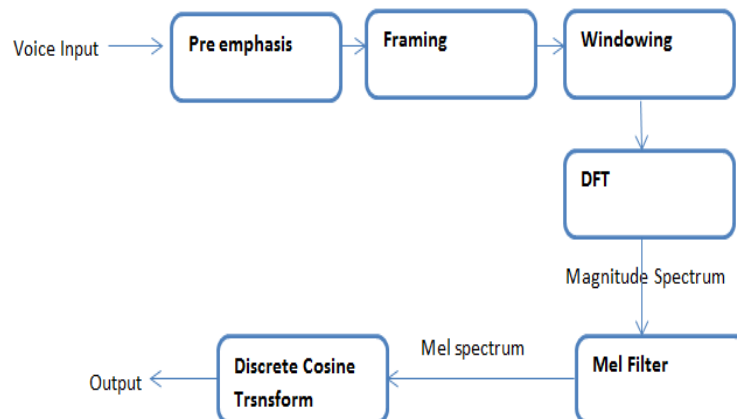 Voice Input
Pre emphasis
Framing
Windowing
DFT
Magnitude Spectrum
Mel Filter
Mel spectrum
Discrete Cosine
Trsnsform
Output